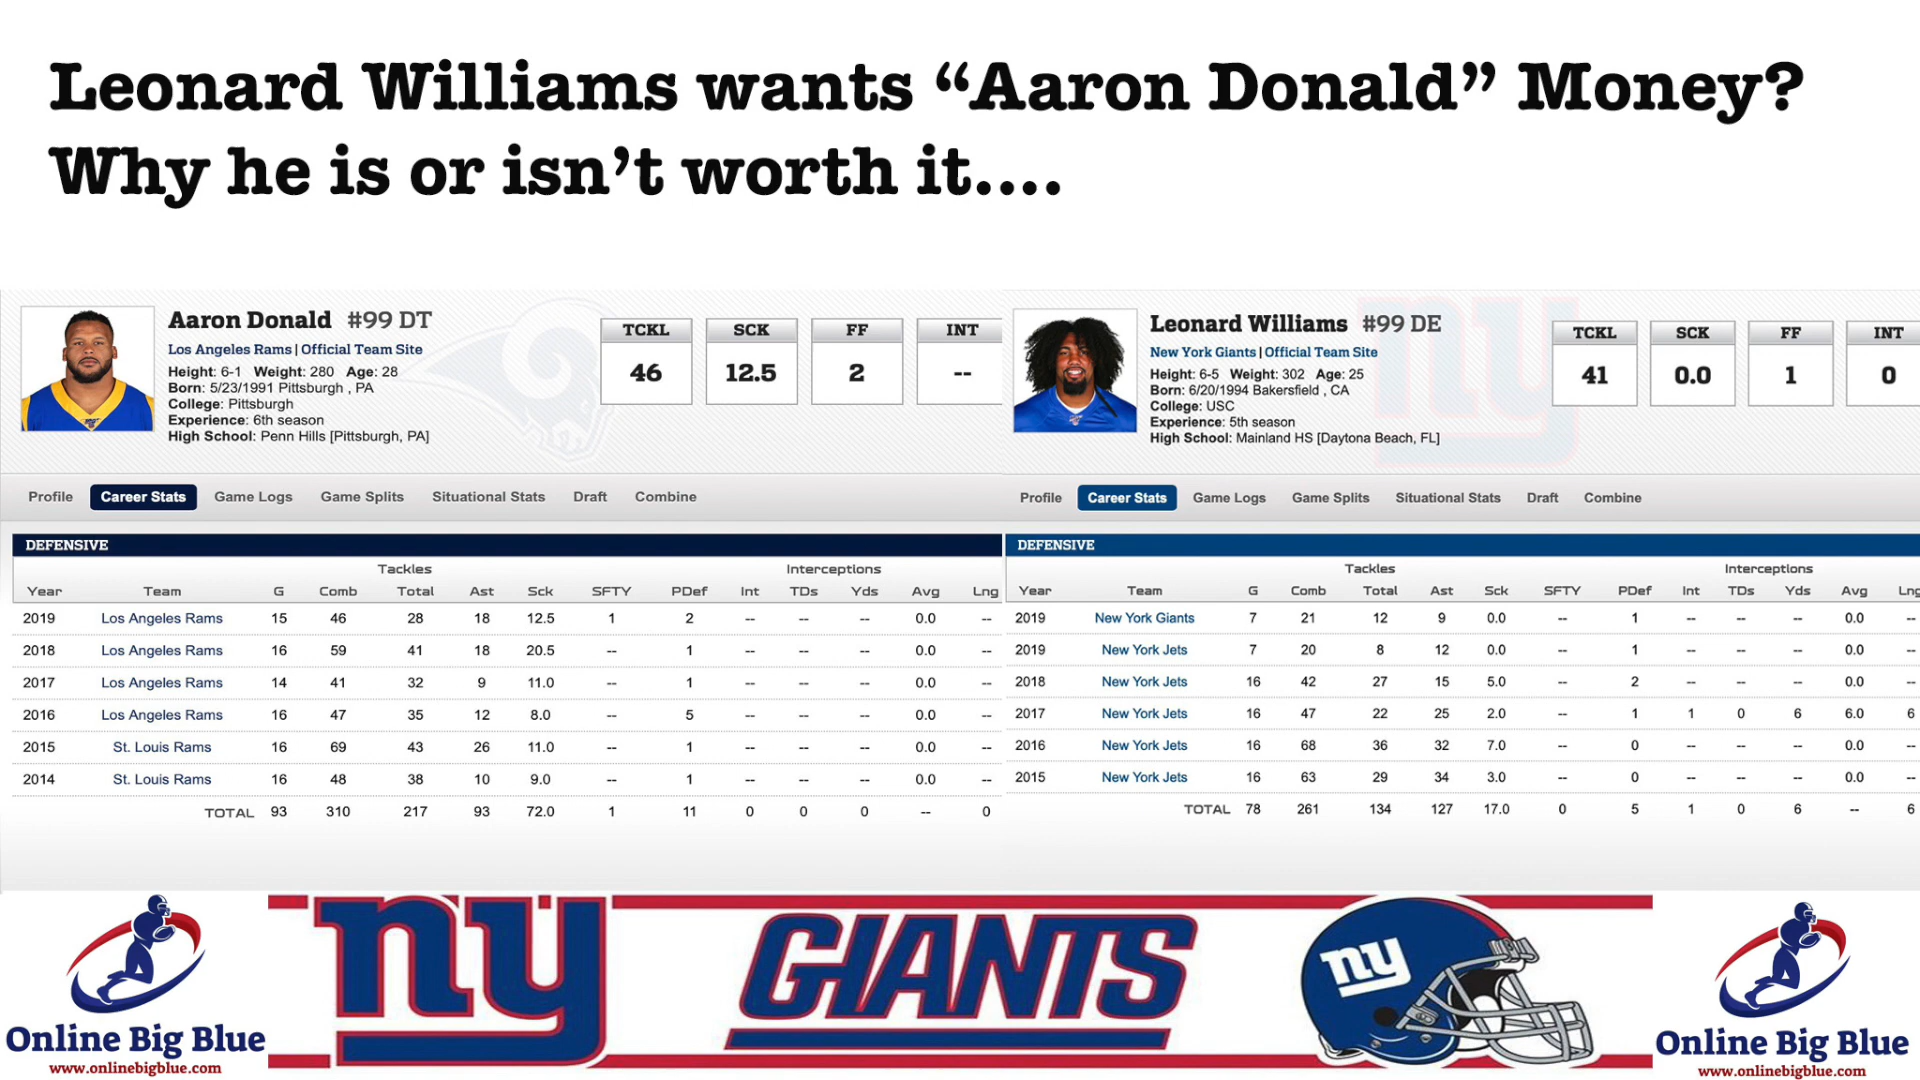 Leonard Williams wants “Aaron Donald” Money?
Why he is or isn’t worth it....
Aaron Donald #99 DT
Los Angeles Rams | Official Team Site
Height: 6-1 Weight: 280 Age: 28
Born: 5/23/1991 Pittsburgh , PA
College: Pittsburgh
Experience: 6th season
High School: Penn Hills [Pittsburgh, PA]
TCKL SCK FF INT
46 12.5 2 --
Profile Career Stats Game Logs Game Splits Situational Stats Draft Combine
DEFENSIVE
Tackles Interceptions
Year Team G Comb Total Ast Sck SFTY PDef Int TDs Yds Avg Lng
2019 Los Angeles Rams 15 46 28 18 12.5 1 2 -- -- -- 0.0 --
2018 Los Angeles Rams 16 59 41 18 20.5 -- 1 -- -- -- 0.0 --
2017 Los Angeles Rams 14 41 32 9 11.0 -- 1 -- -- -- 0.0 --
2016 Los Angeles Rams 16 47 35 12 8.0 -- 5 -- -- -- 0.0 --
2015 St. Louis Rams 16 69 43 26 11.0 -- 1 -- -- -- 0.0 --
2014 St. Louis Rams 16 48 38 10 9.0 -- 1 -- -- -- 0.0 --
TOTAL 93 310 217 93 72.0 1 11 0 0 0 -- 0
Leonard Williams #99 DE
New York Giants | Official Team Site
Height: 6-5 Weight: 302 Age: 25
Born: 6/20/1994 Bakersfield , CA
College: USC
Experience: 5th season
High School: Mainland HS [Daytona Beach, FL]
TCKL SCK FF INT
41 0.0 1 0
Profile Career Stats Game Logs Game Splits Situational Stats Draft Combine
DEFENSIVE
Tackles Interceptions
Year Team G Comb Total Ast Sck SFTY PDef Int TDs Yds Avg Lng
2019 New York Giants 7 21 12 9 0.0 -- 1 -- -- -- 0.0 --
2019 New York Jets 7 20 8 12 0.0 -- 1 -- -- -- 0.0 --
2018 New York Jets 16 42 27 15 5.0 -- 2 -- -- -- 0.0 --
2017 New York Jets 16 47 22 25 2.0 -- 1 1 0 6 6.0 6
2016 New York Jets 16 68 36 32 7.0 -- 0 -- -- -- 0.0 --
2015 New York Jets 16 63 29 34 3.0 -- 0 -- -- -- 0.0 --
TOTAL 78 261 134 127 17.0 0 5 1 0 6 -- 6
Online Big Blue
www.onlinebigblue.com
ny
GIANTS
ny
Online Big Blue
www.onlinebigblue.com